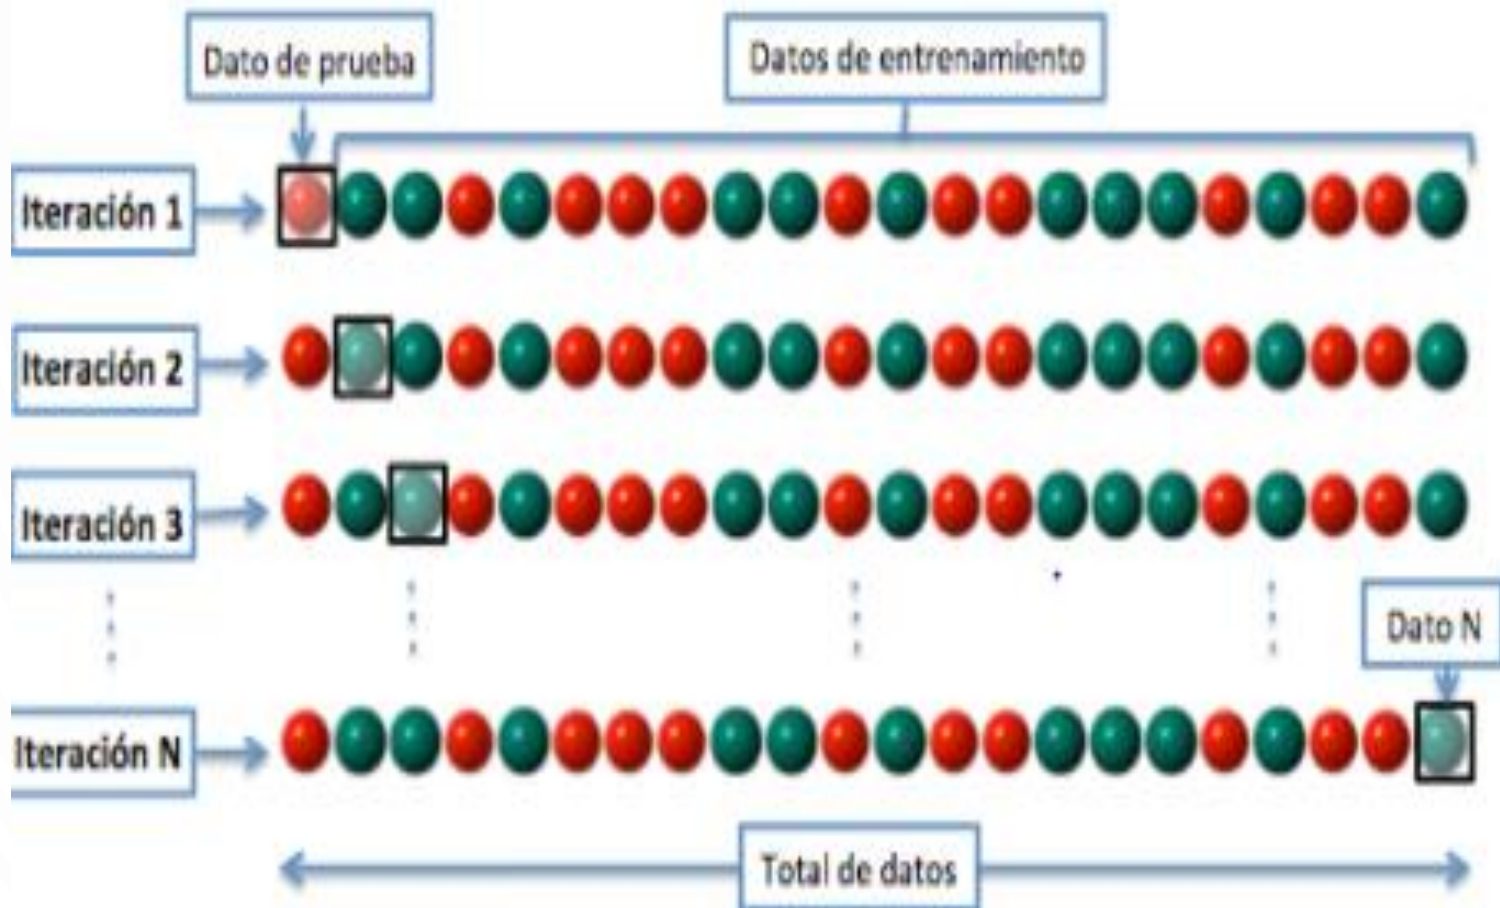 Dato de prueba
Datos de entrenamiento
Iteración 1
Iteración 2
Iteración 3
Dato N
Iteración N
Total de datos